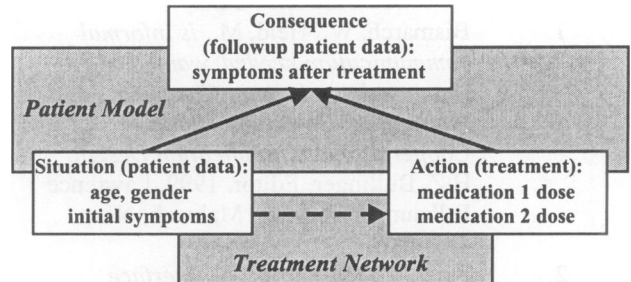 Consequence
(followup patient data):
symptoms after treatment
Patient Model
Situation (patient data):
age, gender
initial symptoms
Action (treatment):
medication 1 dose
medication 2 dose
Treatment Network